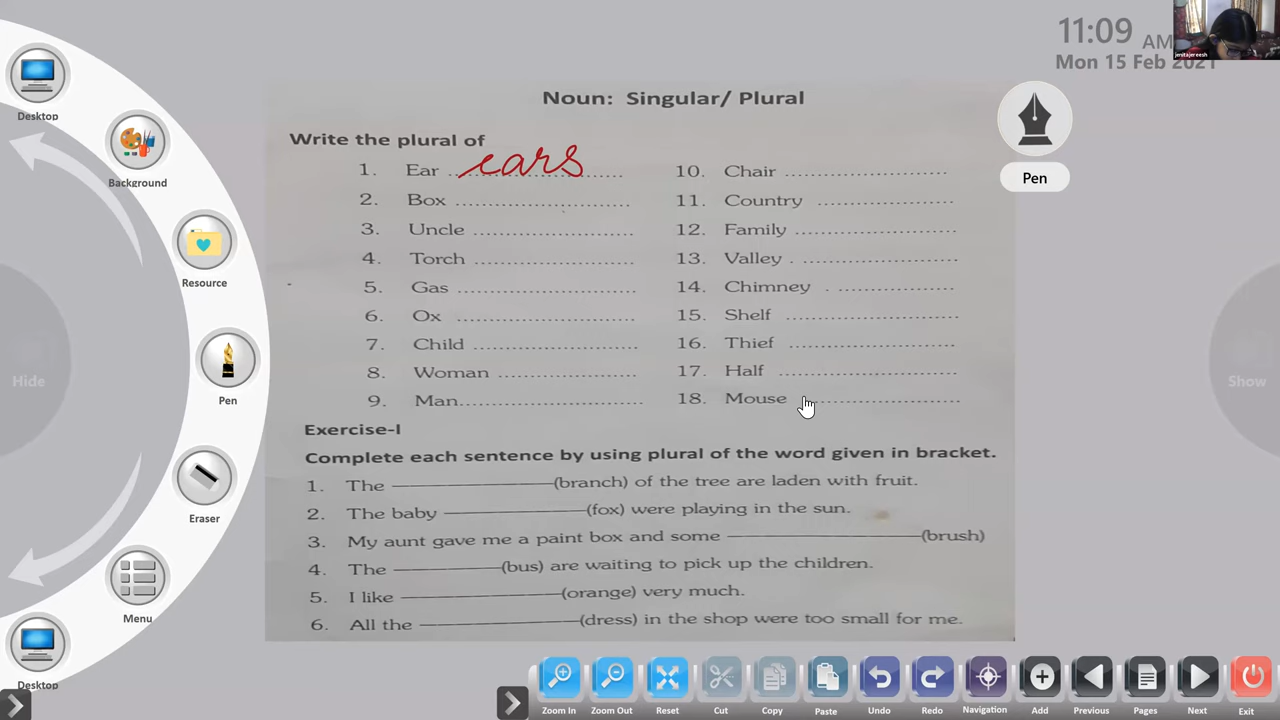 11:09 AM
Mon 15 Feb 2021
jenitajereesh
Desktop
Background
Resource
Pen
Eraser
Menu
Desktop
Hide
Show
Pen
Noun: Singular/ Plural
Write the plural of
1. Ear ears
2. Box ..............................
3. Uncle ..............................
4. Torch ..............................
5. Gas ..............................
6. Ox ..............................
7. Child ..............................
8. Woman ..............................
9. Man..............................
10. Chair ..............................
11. Country ..............................
12. Family ..............................
13. Valley . ..............................
14. Chimney . ..............................
15. Shelf ..............................
16. Thief ..............................
17. Half ..............................
18. Mouse ..............................
Exercise-I
Complete each sentence by using plural of the word given in bracket.
1. The ——————(branch) of the tree are laden with fruit.
2. The baby ——————(fox) were playing in the sun.
3. My aunt gave me a paint box and some ——————(brush)
4. The ——————(bus) are waiting to pick up the children.
5. I like ——————(orange) very much.
6. All the ——————(dress) in the shop were too small for me.
Zoom In
Zoom Out
Reset
Cut
Copy
Paste
Undo
Redo
Navigation
Add
Previous
Pages
Next
Exit